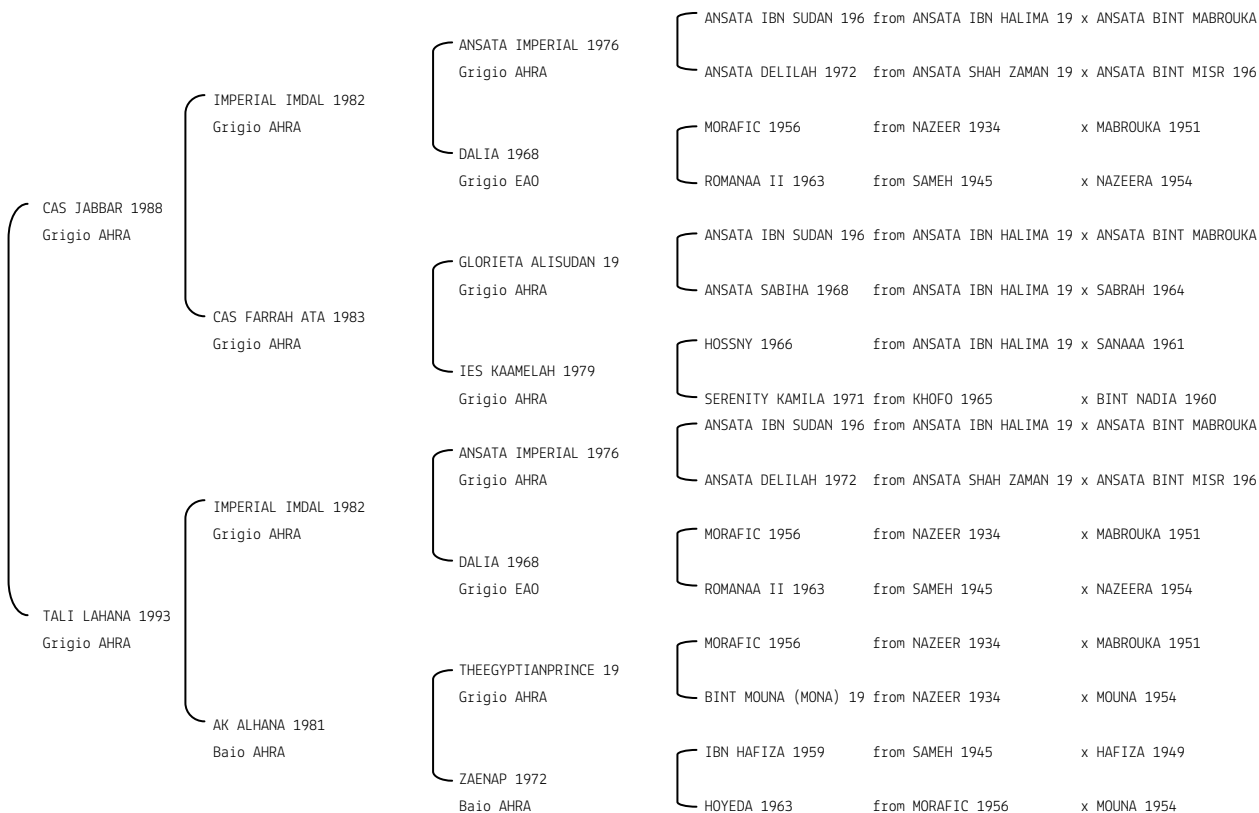 ANSATA IBN SUDAN 196 from ANSATA IBN HALIMA 19 x ANSATA BINT MABROUKA
ANSATA IMPERIAL 1976
Grigio AHRA
ANSATA DELILAH 1972 from ANSATA SHAH ZAMAN 19 x ANSATA BINT MISR 196
IMPERIAL IMDAL 1982
Grigio AHRA
MORAFIC 1956 from NAZEER 1934 x MABROUKA 1951
DALIA 1968
Grigio EAO
ROMANAA II 1963 from SAMEH 1945 x NAZEERA 1954
CAS JABBAR 1988
Grigio AHRA
ANSATA IBN SUDAN 196 from ANSATA IBN HALIMA 19 x ANSATA BINT MABROUKA
GLORIETA ALISUDAN 19
Grigio AHRA
ANSATA SABIHA 1968 from ANSATA IBN HALIMA 19 x SABRAH 1964
CAS FARRAH ATA 1983
Grigio AHRA
HOSSNY 1966 from ANSATA IBN HALIMA 19 x SANAAA 1961
IES KAAMELAH 1979
Grigio AHRA
SERENITY KAMILA 1971 from KHOFO 1965 x BINT NADIA 1960
ANSATA IBN SUDAN 196 from ANSATA IBN HALIMA 19 x ANSATA BINT MABROUKA
ANSATA IMPERIAL 1976
Grigio AHRA
ANSATA DELILAH 1972 from ANSATA SHAH ZAMAN 19 x ANSATA BINT MISR 196
IMPERIAL IMDAL 1982
Grigio AHRA
MORAFIC 1956 from NAZEER 1934 x MABROUKA 1951
DALIA 1968
Grigio EAO
ROMANAA II 1963 from SAMEH 1945 x NAZEERA 1954
TALI LAHANA 1993
Grigio AHRA
MORAFIC 1956 from NAZEER 1934 x MABROUKA 1951
THEEGYPTIANPRINCE 19
Grigio AHRA
BINT MOUNA (MONA) 19 from NAZEER 1934 x MOUNA 1954
AK ALHANA 1981
Baio AHRA
IBN HAFIZA 1959 from SAMEH 1945 x HAFIZA 1949
ZAENAP 1972
Baio AHRA
HOYEDA 1963 from MORAFIC 1956 x MOUNA 1954